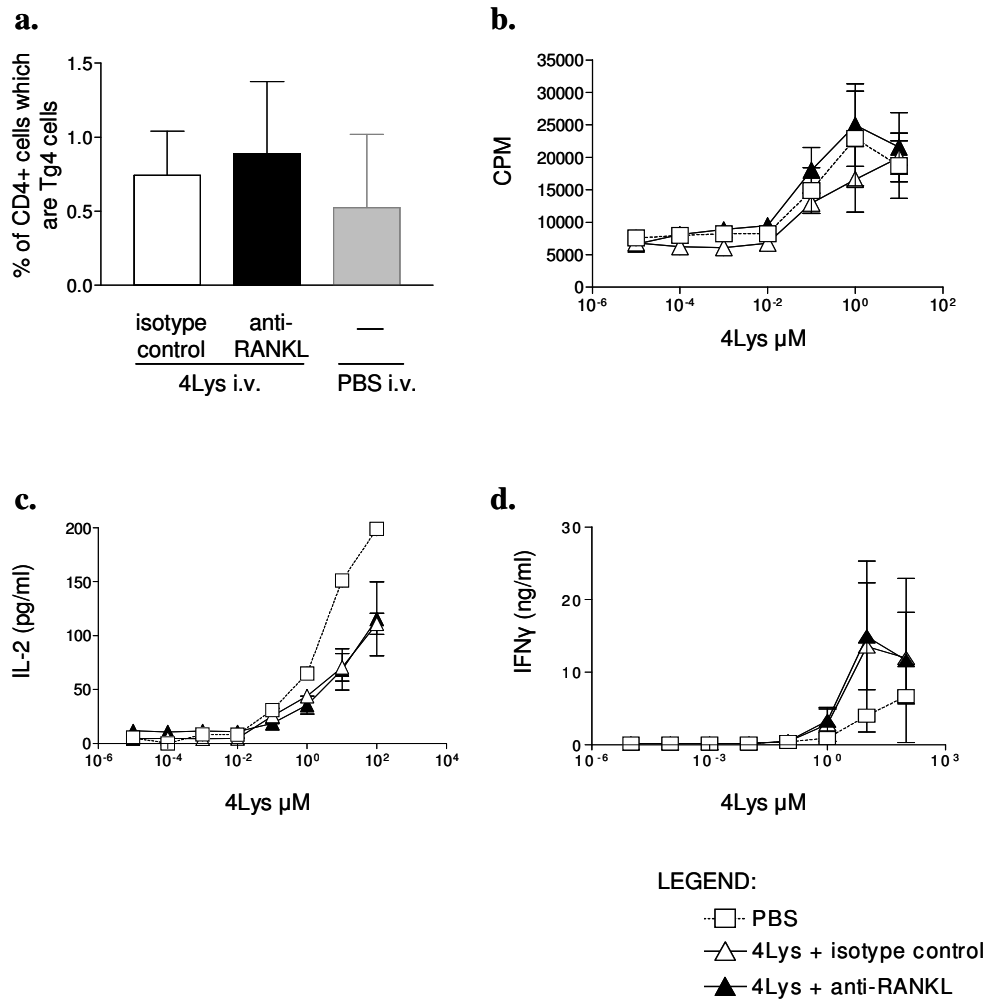 a.
% of CD4+ cells which
are Tg4 cells
1.5
1.0
0.5
0.0
isotype
control
anti-
RANKL
—
4Lys i.v.
PBS i.v.
b.
CPM
35000
30000
25000
20000
15000
10000
5000
0
10-6
10-4
10-2
100
102
4Lys µM
c.
IL-2 (pg/ml)
200
150
100
50
0
10-6
10-4
10-2
100
102
104
4Lys µM
d.
IFNγ (ng/ml)
30
20
10
0
10-6
10-3
100
103
4Lys µM
LEGEND:
PBS
4Lys + isotype control
4Lys + anti-RANKL